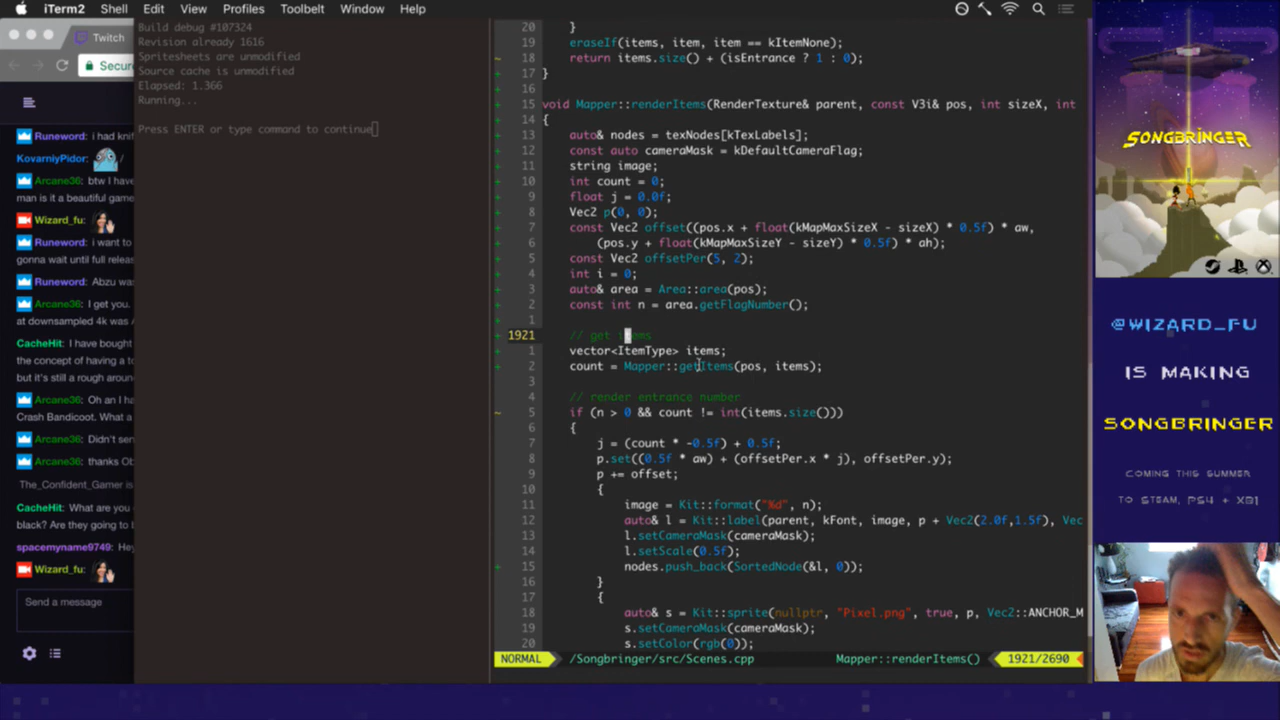 iTerm2 Shell Edit View Profiles Toolbelt Window Help
Twitch
Secure
Runeword: i had knif
KovarniyPidor: /
Arcane36: btw I have
man is it a beautiful game
Wizard_fu:
Runeword: i want to
gonna wait until full releas
Runeword: Abzu was
Arcane36: I get you.
at downsampled 4k was
CacheHit: I have bought
the concept of having a to
but it's still a rough aroun
Arcane36: Oh an I ha
Crash Bandicoot. What a
Arcane36: Didn't sen
Arcane36: thanks Ob
The_Confident_Gamer is
CacheHit: What are you
black? Are they going to b
spacemyname9749: Hey
Wizard_fu:
Send a message
Build debug #107324
Revision already 1616
Spritesheets are unmodified
Source cache is unmodified
Elapsed: 1.366
Running...
Press ENTER or type command to continue
20 }
19 eraseIf(items, item, item == kItemNone);
~ 18 return items.size() + (isEntrance ? 1 : 0);
+ 17 }
+ 16
+ 15 void Mapper::renderItems(RenderTexture& parent, const V3i& pos, int sizeX, int
+ 14 {
+ 13 auto& nodes = texNodes[kTexLabels];
+ 12 const auto cameraMask = kDefaultCameraFlag;
+ 11 string image;
+ 10 int count = 0;
+ 9 float j = 0.0f;
+ 8 Vec2 p(0, 0);
+ 7 const Vec2 offset((pos.x + float(kMapMaxSizeX - sizeX) * 0.5f) * aw,
+ 6 (pos.y + float(kMapMaxSizeY - sizeY) * 0.5f) * ah);
+ 5 const Vec2 offsetPer(5, 2);
+ 4 int i = 0;
+ 3 auto& area = Area::area(pos);
+ 2 const int n = area.getFlagNumber();
+ 1
+ 1921 // get items
+ 1 vector<ItemType> items;
+ 2 count = Mapper::getItems(pos, items);
3
4 // render entrance number
~ 5 if (n > 0 && count != int(items.size()))
6 {
7 j = (count * -0.5f) + 0.5f;
8 p.set((0.5f * aw) + (offsetPer.x * j), offsetPer.y);
9 p += offset;
10 {
11 image = Kit::format("%d", n);
12 auto& l = Kit::label(parent, kFont, image, p + Vec2(2.0f,1.5f), Vec
13 l.setCameraMask(cameraMask);
14 l.setScale(0.5f);
+ 15 nodes.push_back(SortedNode(&l, 0));
16 }
17 {
18 auto& s = Kit::sprite(nullptr, "Pixel.png", true, p, Vec2::ANCHOR_M
19 s.setCameraMask(cameraMask);
20 s.setColor(rgb(0));
NORMAL /Songbringer/src/Scenes.cpp Mapper::renderItems() 1921/2690
SONGBRINGER
@WIZARD_FU
IS MAKING
SONGBRINGER
COMING THIS SUMMER
TO STEAM, PS4 + XB1